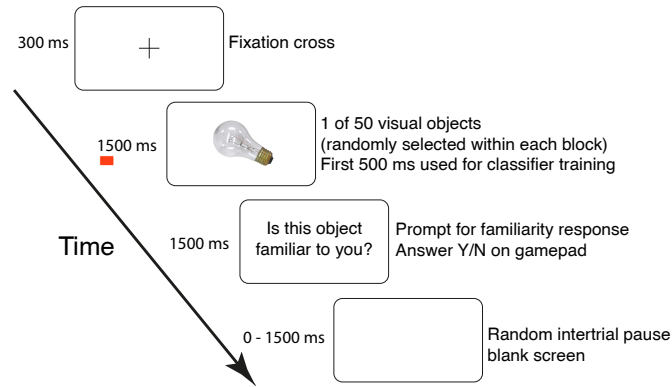 300 ms
Fixation cross
1500 ms
1 of 50 visual objects
(randomly selected within each block)
First 500 ms used for classifier training
Time
1500 ms
Is this object
familiar to you?
Prompt for familiarity response
Answer Y/N on gamepad
0 - 1500 ms
Random intertrial pause
blank screen